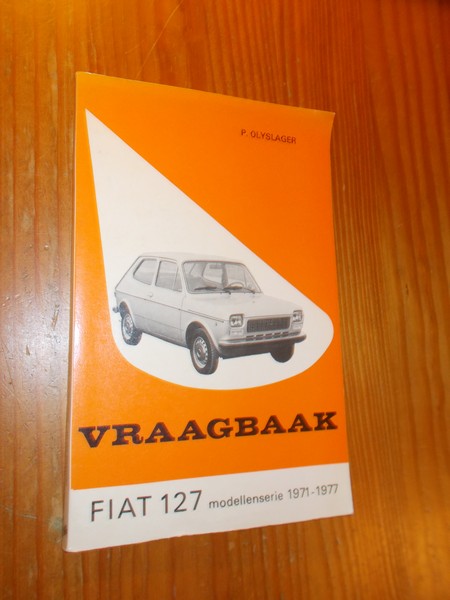 P. OLYSLAGER
VRAAGBAAK
FIAT 127 modellenserie 1971-1977